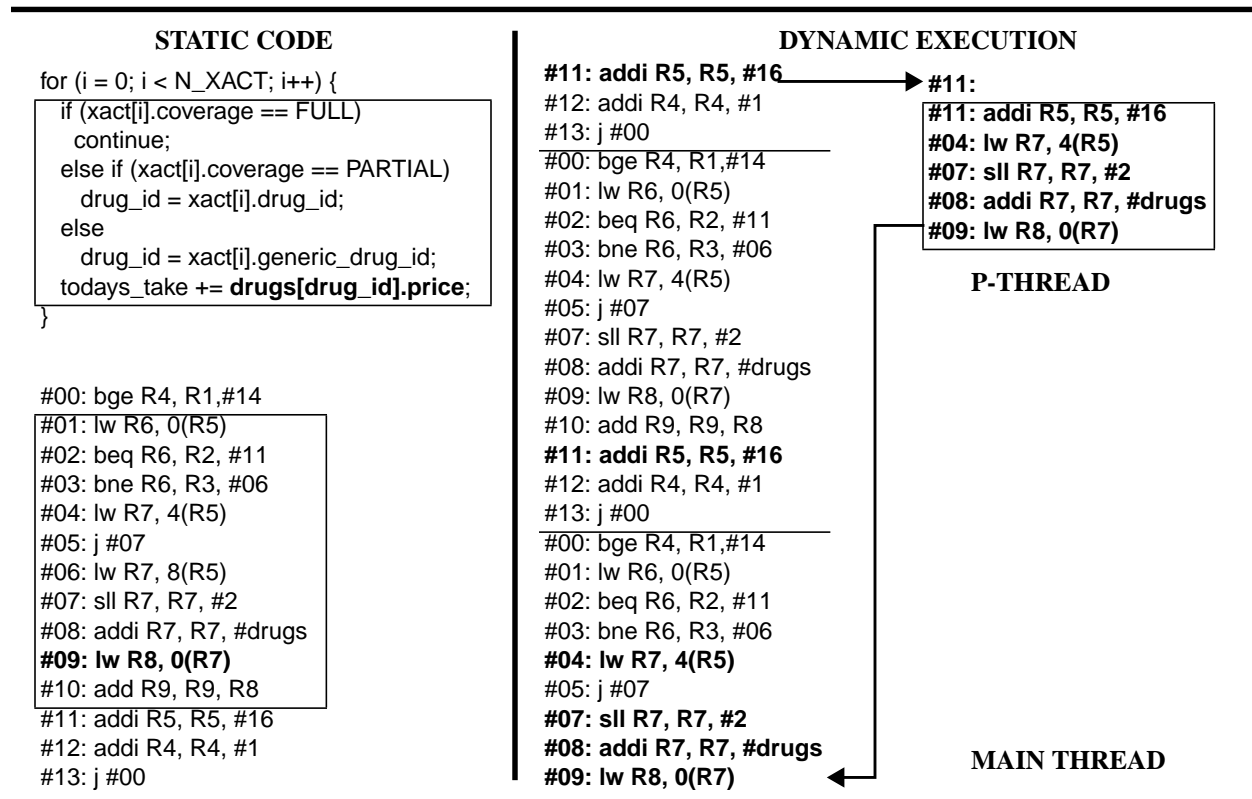 STATIC CODE
for (i = 0; i < N_XACT; i++) {
if (xact[i].coverage == FULL)
continue;
else if (xact[i].coverage == PARTIAL)
drug_id = xact[i].drug_id;
else
drug_id = xact[i].generic_drug_id;
todays_take += drugs[drug_id].price;
}
#00: bge R4, R1,#14
#01: lw R6, 0(R5)
#02: beq R6, R2, #11
#03: bne R6, R3, #06
#04: lw R7, 4(R5)
#05: j #07
#06: lw R7, 8(R5)
#07: sll R7, R7, #2
#08: addi R7, R7, #drugs
#09: lw R8, 0(R7)
#10: add R9, R9, R8
#11: addi R5, R5, #16
#12: addi R4, R4, #1
#13: j #00
DYNAMIC EXECUTION
#11: addi R5, R5, #16
#12: addi R4, R4, #1
#13: j #00
#00: bge R4, R1,#14
#01: lw R6, 0(R5)
#02: beq R6, R2, #11
#03: bne R6, R3, #06
#04: lw R7, 4(R5)
#05: j #07
#07: sll R7, R7, #2
#08: addi R7, R7, #drugs
#09: lw R8, 0(R7)
#10: add R9, R9, R8
#11: addi R5, R5, #16
#12: addi R4, R4, #1
#13: j #00
#00: bge R4, R1,#14
#01: lw R6, 0(R5)
#02: beq R6, R2, #11
#03: bne R6, R3, #06
#04: lw R7, 4(R5)
#05: j #07
#07: sll R7, R7, #2
#08: addi R7, R7, #drugs
#09: lw R8, 0(R7)
#11:
#11: addi R5, R5, #16
#04: lw R7, 4(R5)
#07: sll R7, R7, #2
#08: addi R7, R7, #drugs
#09: lw R8, 0(R7)
P-THREAD
MAIN THREAD